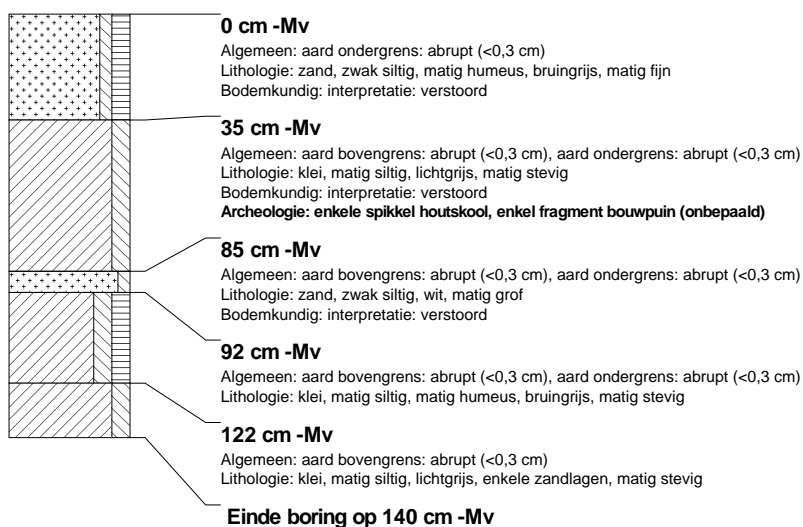 0 cm -Mv
Algemeen: aard ondergrens: abrupt (<0,3 cm)
Lithologie: zand, zwak siltig, matig humeus, bruingrijs, matig fijn
Bodemkundig: interpretatie: verstoord
35 cm -Mv
Algemeen: aard bovengrens: abrupt (<0,3 cm), aard ondergrens: abrupt (<0,3 cm)
Lithologie: klei, matig siltig, lichtgrijs, matig stevig
Bodemkundig: interpretatie: verstoord
Archeologie: enkele spikkel houtskool, enkel fragment bouwpuin (onbepaald)
85 cm -Mv
Algemeen: aard bovengrens: abrupt (<0,3 cm), aard ondergrens: abrupt (<0,3 cm)
Lithologie: zand, zwak siltig, wit, matig grof
Bodemkundig: interpretatie: verstoord
92 cm -Mv
Algemeen: aard bovengrens: abrupt (<0,3 cm), aard ondergrens: abrupt (<0,3 cm)
Lithologie: klei, matig siltig, matig humeus, bruingrijs, matig stevig
122 cm -Mv
Algemeen: aard bovengrens: abrupt (<0,3 cm)
Lithologie: klei, matig siltig, lichtgrijs, enkele zandlagen, matig stevig
Einde boring op 140 cm -Mv